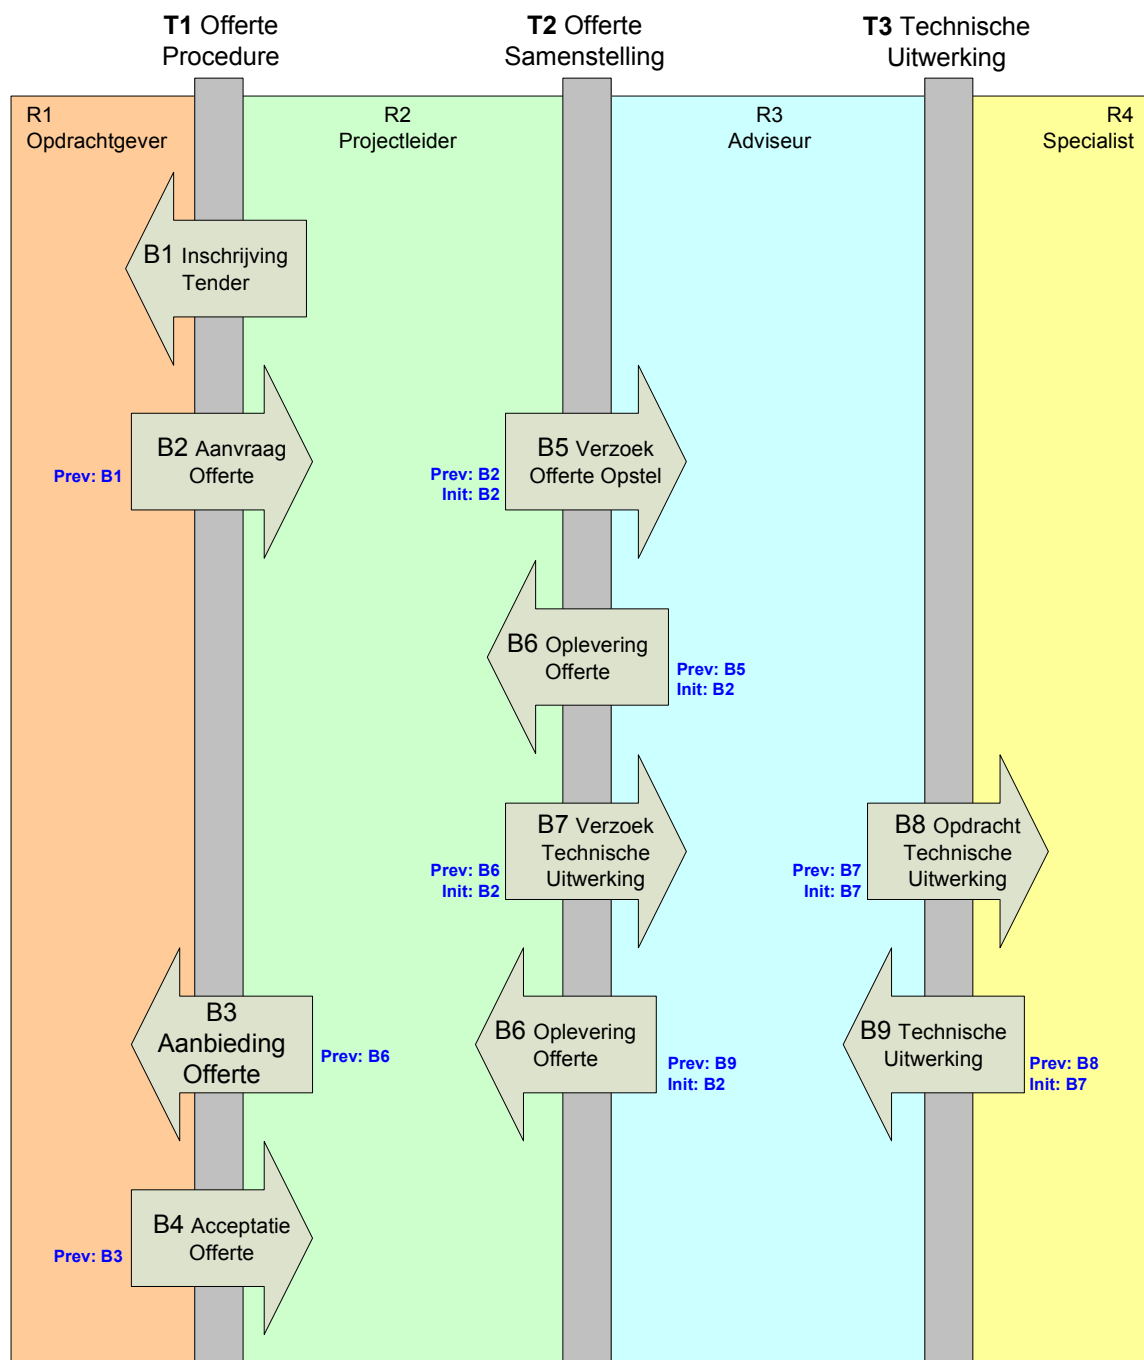 T1 Offerte
Procedure
T2 Offerte
Samenstelling
T3 Technische
Uitwerking
R1
Opdrachtgever
R2
Projectleider
R3
Adviseur
R4
Specialist
B1 Inschrijving
Tender
B2 Aanvraag
Offerte
Prev: B1
B5 Verzoek
Offerte Opstel
Prev: B2
Init: B2
B6 Oplevering
Offerte
Prev: B5
Init: B2
B7 Verzoek
Technische
Uitwerking
Prev: B6
Init: B2
B8 Opdracht
Technische
Uitwerking
Prev: B7
Init: B7
B3
Aanbieding
Offerte
Prev: B6
B6 Oplevering
Offerte
Prev: B9
Init: B2
B9 Technische
Uitwerking
Prev: B8
Init: B7
B4 Acceptatie
Offerte
Prev: B3